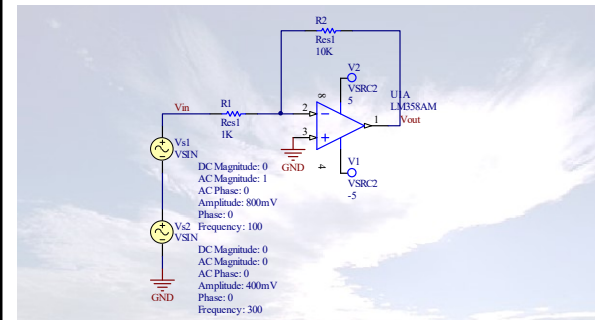 R2
Res1
10K
V2
VSRC2
5
U1A
LM358AM
8
Vin
R1
Res1
1K
2
3
1
Vout
GND
4
V1
VSRC2
-5
Vs1
VSIN
DC Magnitude: 0
AC Magnitude: 1
AC Phase: 0
Amplitude: 800mV
Phase: 0
Frequency: 100
Vs2
VSIN
DC Magnitude: 0
AC Magnitude: 0
AC Phase: 0
Amplitude: 400mV
Phase: 0
Frequency: 300
GND